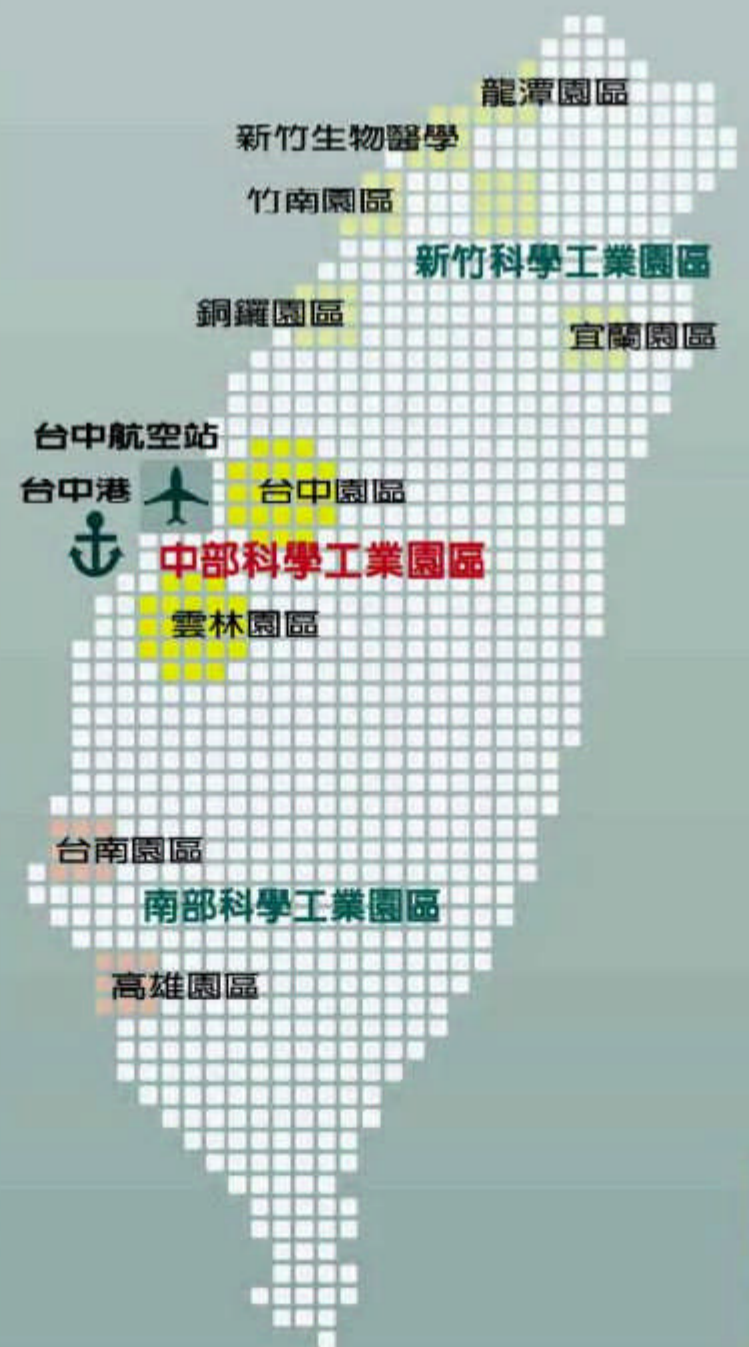 龍潭園區
新竹生物醫學
竹南園區
新竹科學工業園區
銅鑼園區
宜蘭園區
台中航空站
台中港
台中園區
中部科學工業園區
雲林園區
台南園區
南部科學工業園區
高雄園區